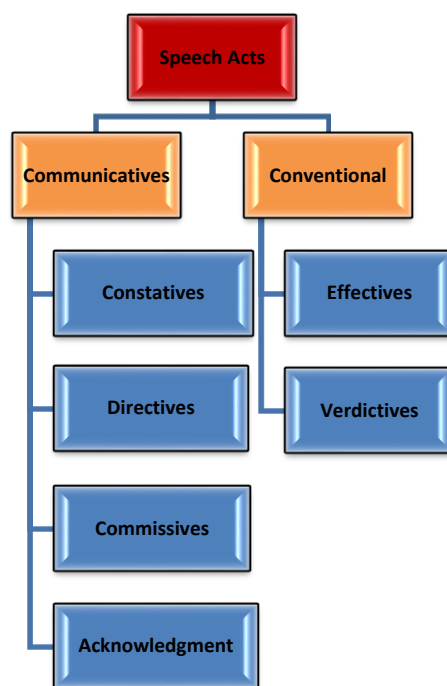 Speech Acts
Communicatives
Conventional
Constatives
Effectives
Directives
Verdictives
Commissives
Acknowledgment